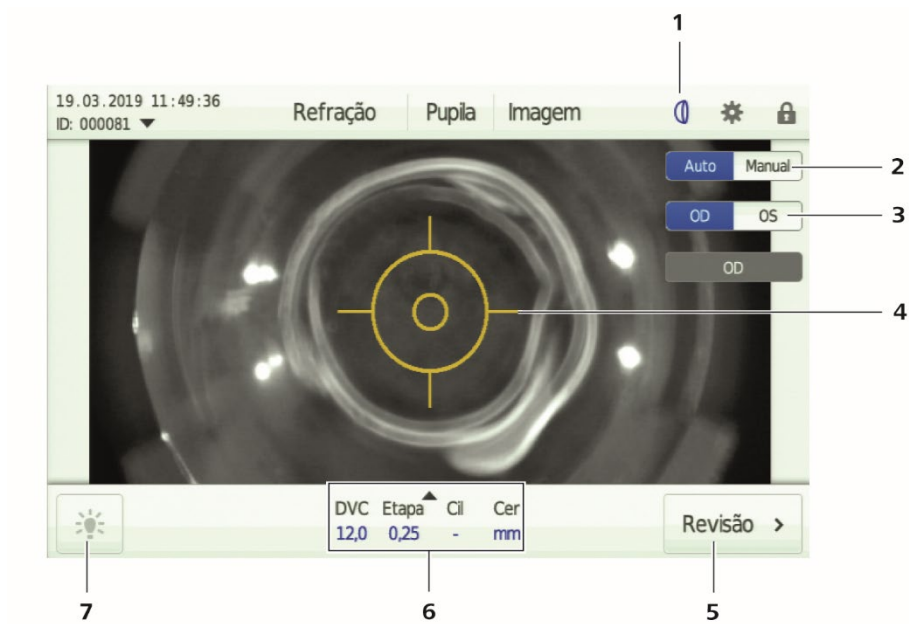 1
19.03.2019 11:49:36
ID: 000081
Refração Pupila Imagem
Auto Manual
2
OD OS
3
OD
4
DVC Etapa Cil Cer
12,0 0,25 - mm
Revisão >
7
6
5